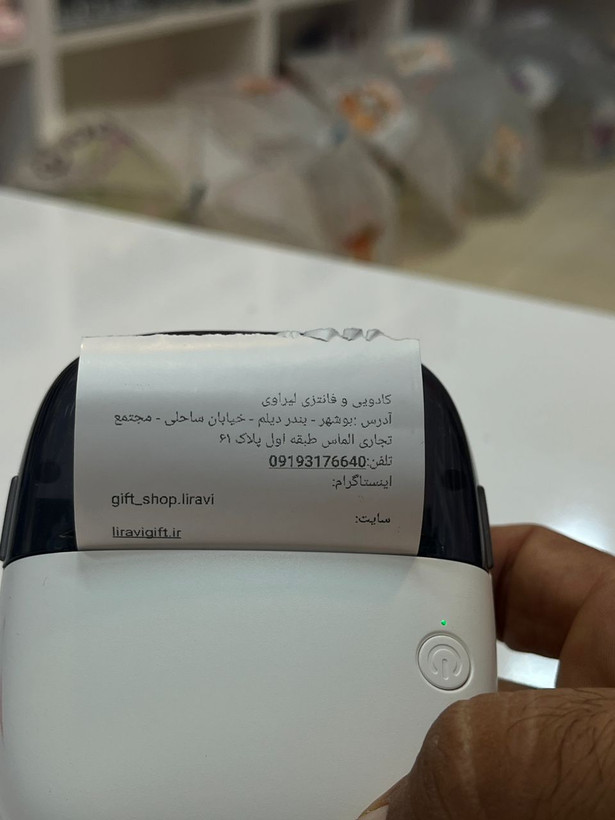 کادویی و فانتزی لیراوی
آدرس :بوشهر - بندر دیلم - خیابان ساحلی - مجتمع
تجاری الماس طبقه اول پلاک ۶۱
تلفن:09193176640
اینستاگرام:
gift_shop.liravi
سایت:
liravigift.ir